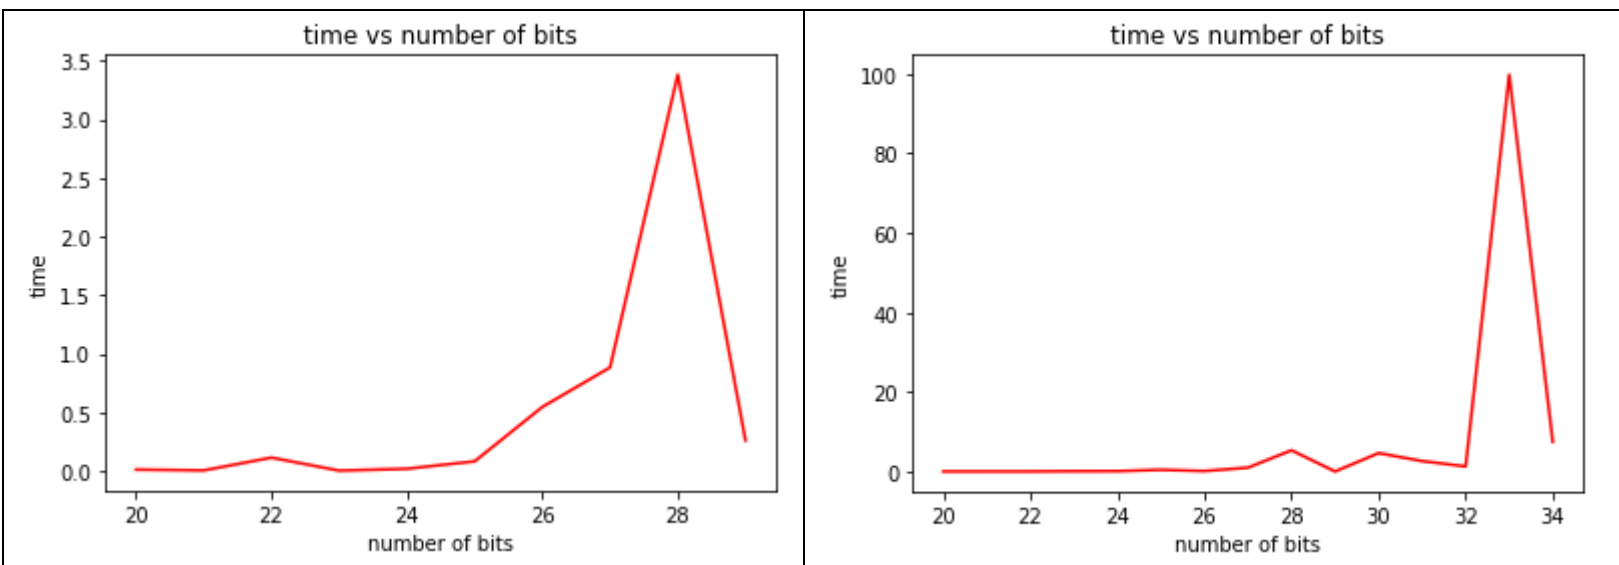 time vs number of bits
3.5
3.0
2.5
2.0
1.5
1.0
0.5
0.0
time
20 22 24 26 28
number of bits
time vs number of bits
100
80
60
40
20
0
time
20 22 24 26 28 30 32 34
number of bits